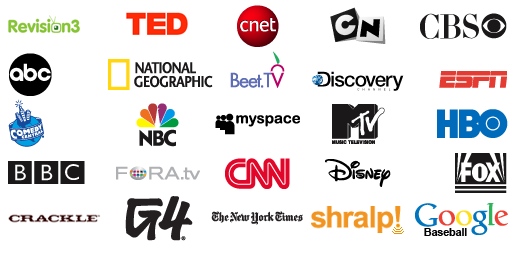 Revision3
TED
cnet
CN
CBS
abc
NATIONAL
GEOGRAPHIC
Beet.TV
Discovery
CHANNEL
ESPN
COMEDY
CENTRAL
NBC
myspace
MTV
MUSIC TELEVISION
HBO
BBC
FORA.tv
CNN
Disney
FOX
CRACKLE
G4
The New York Times
shralp!
Google
Baseball